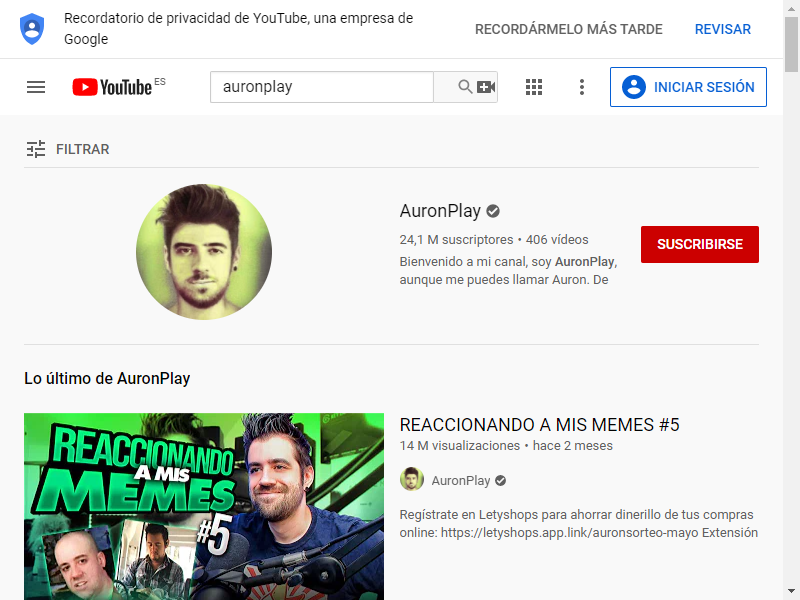 Recordatorio de privacidad de YouTube, una empresa de
Google
RECORDÁRMELO MÁS TARDE
REVISAR
YouTube ES
auronplay
INICIAR SESIÓN
FILTRAR
AuronPlay
24,1 M suscriptores • 406 vídeos
Bienvenido a mi canal, soy AuronPlay,
aunque me puedes llamar Auron. De
SUSCRIBIRSE
Lo último de AuronPlay
REACCIONANDO
A MIS
MEMES
#5
REACCIONANDO A MIS MEMES #5
14 M visualizaciones • hace 2 meses
AuronPlay
Regístrate en Letyshops para ahorrar dinerillo de tus compras
online: https://letyshops.app.link/auronsorteo-mayo Extensión